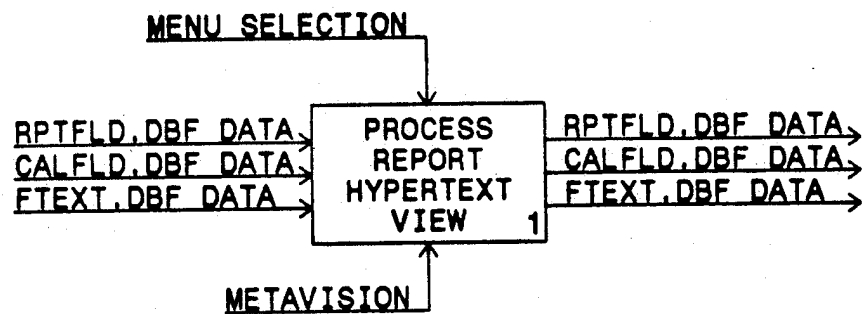 MENU SELECTION
RPTFLD.DBF DATA
CALFLD.DBF DATA
FTEXT.DBF DATA
PROCESS
REPORT
HYPERTEXT
VIEW
1
RPTFLD.DBF DATA
CALFLD.DBF DATA
FTEXT.DBF DATA
METAVISION